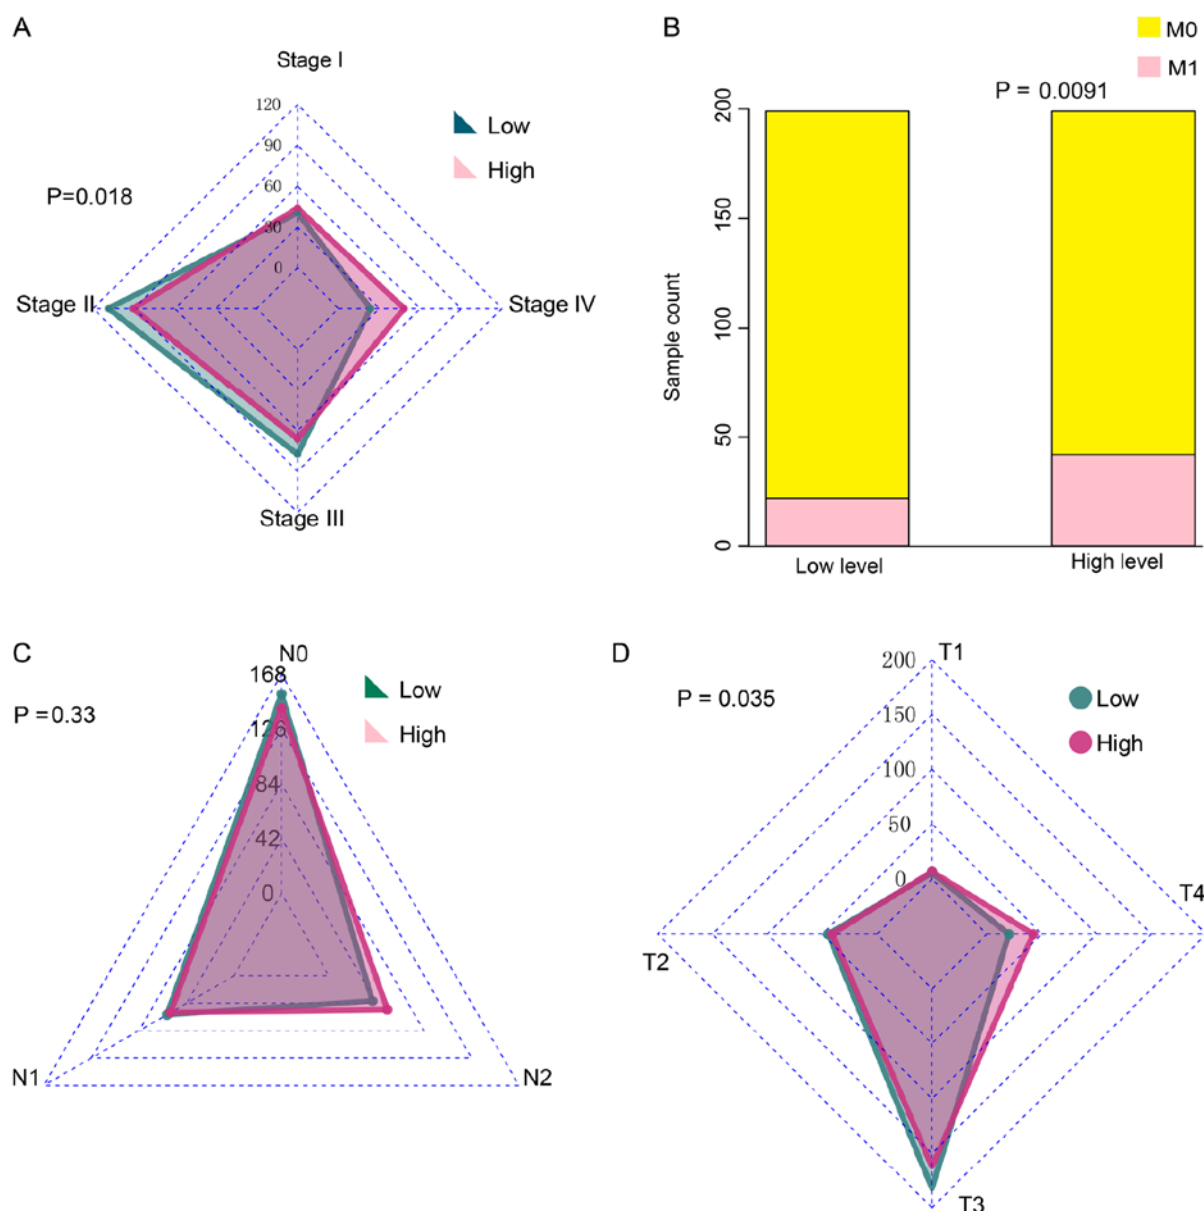 A
Stage I
120
90
60
30
0
Low
High
P=0.018
Stage II
Stage IV
Stage III
B
M0
M1
P = 0.0091
200
150
100
50
0
Sample count
Low level
High level
C
N0
168
126
84
42
0
Low
High
P =0.33
N1
N2
D
T1
200
150
100
50
0
P = 0.035
Low
High
T4
T2
T3